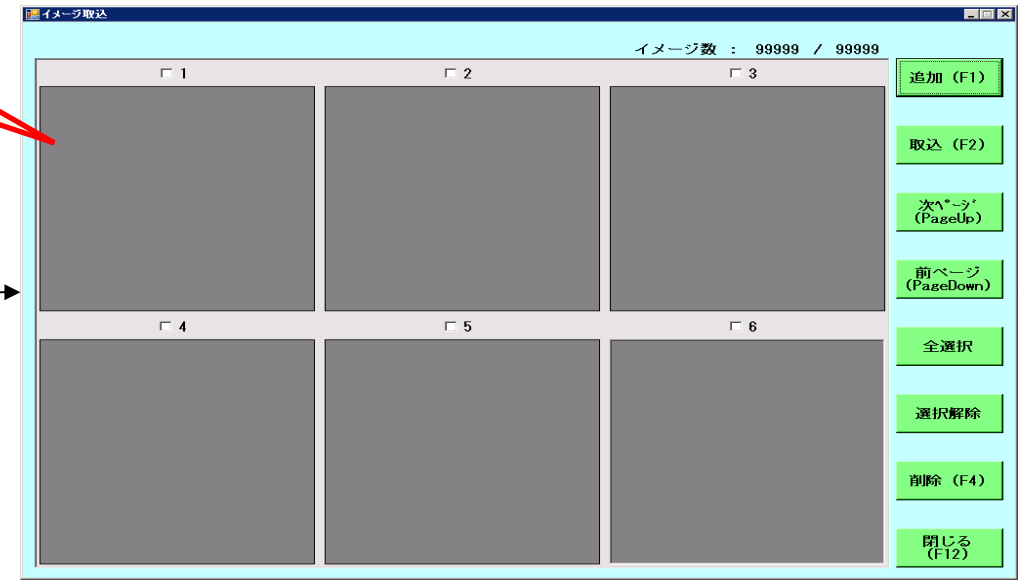 イメージ取込
イメージ数 : 99999 / 99999
1
2
3
4
5
6
追加 (F1)
取込 (F2)
次ﾍﾟｰｼﾞ
(PageUp)
前ページ
(PageDown)
全選択
選択解除
削除 (F4)
閉じる
(F12)